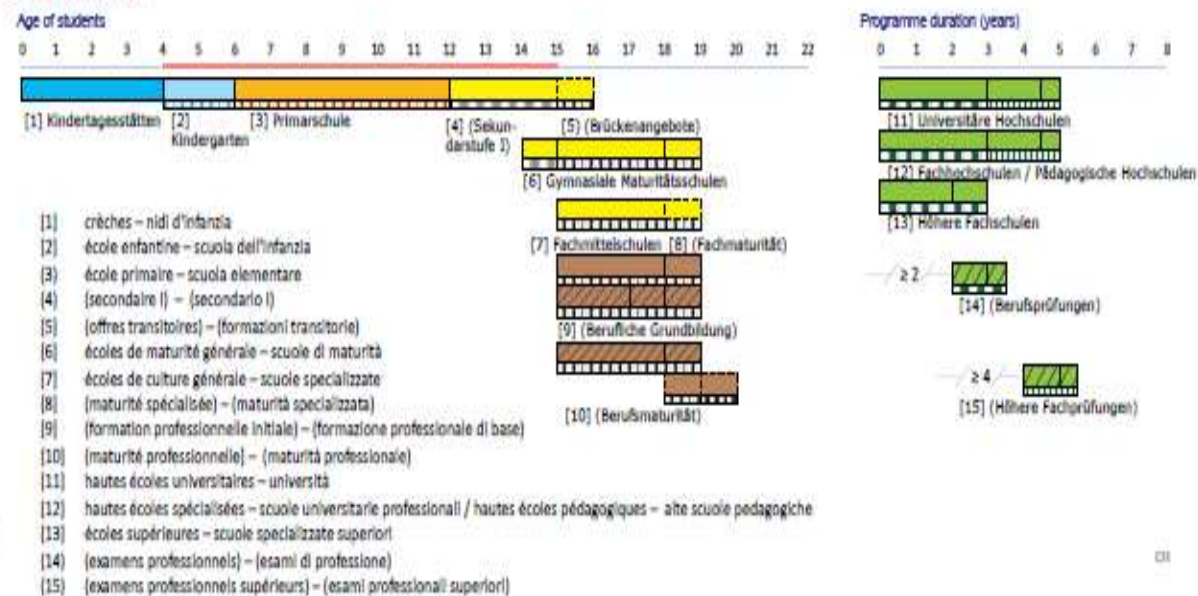 Age of students
Programme duration (years)
0 1 2 3 4 5 6 7 8 9 10 11 12 13 14 15 16 17 18 19 20 21 22
0 1 2 3 4 5 6 7 8
[1] Kindertagesstätten
[2] Kindergarten
[3] Primarschule
[4] (Sekun-
darstufe I)
[5] (Brückenangebote)
[6] Gymnasiale Maturitätsschulen
[7] Fachmittelschulen [8] (Fachmaturität)
[9] (Berufliche Grundbildung)
[10] (Berufsmaturität)
[11] Universitäre Hochschulen
[12] Fachhochschulen / Pädagogische Hochschulen
[13] Höhere Fachschulen
≥ 2
[14] (Berufsprüfungen)
≥ 4
[15] (Höhere Fachprüfungen)
[1] crèches – nidi d'infanzia
[2] école enfantine – scuola dell'infanzia
[3] école primaire – scuola elementare
[4] (secondaire I) – (secondario I)
[5] (offres transitoires) – (formazioni transitorie)
[6] écoles de maturité générale – scuole di maturità
[7] écoles de culture générale – scuole specializzate
[8] (maturité spécialisée) – (maturità specializzata)
[9] (formation professionnelle initiale) – (formazione professionale di base)
[10] (maturité professionnelle) – (maturità professionale)
[11] hautes écoles universitaires – università
[12] hautes écoles spécialisées – scuole universitarie professionali / hautes écoles pédagogiques – alte scuole pedagogiche
[13] écoles supérieures – scuole specializzate superiori
[14] (examens professionnels) – (esami di professione)
[15] (examens professionnels supérieurs) – (esami professionali superiori)